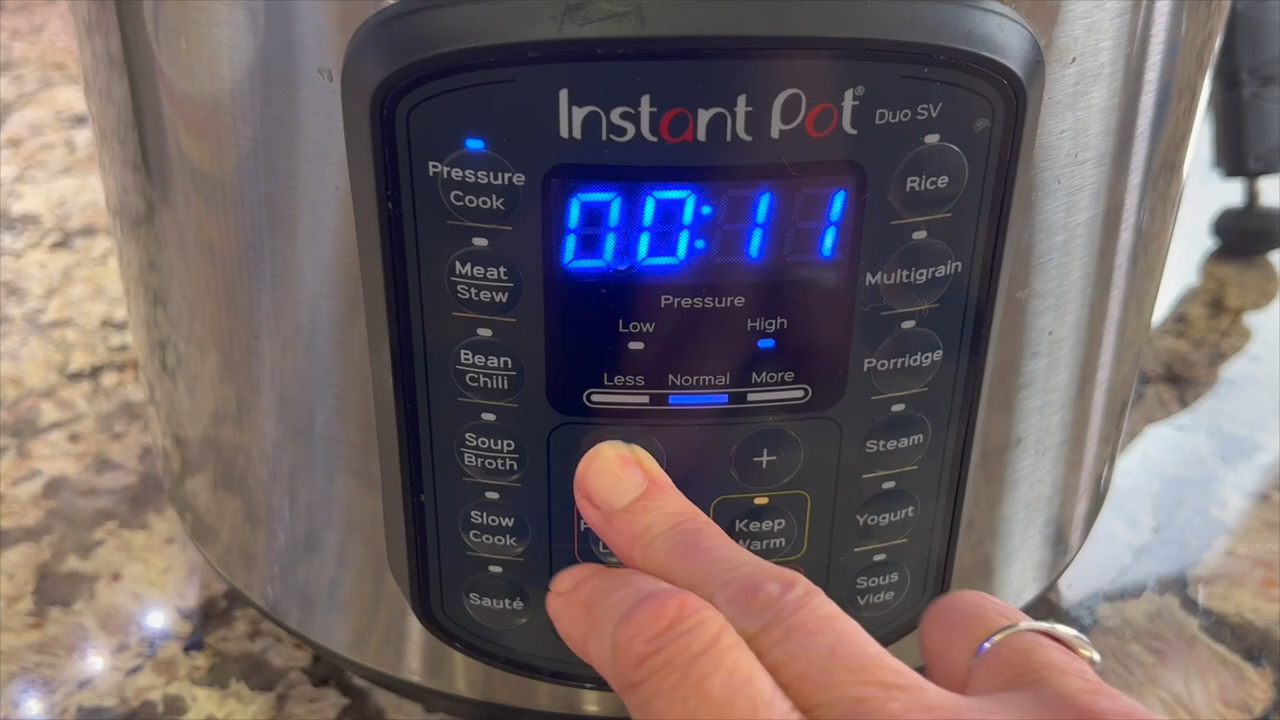 Instant Pot® Duo SV
Pressure
Cook
Meat
Stew
Bean
Chili
Soup
Broth
Slow
Cook
Sauté
00:11
Pressure
Low High
Less Normal More
+
Keep
Warm
Rice
Multigrain
Porridge
Steam
Yogurt
Sous
Vide